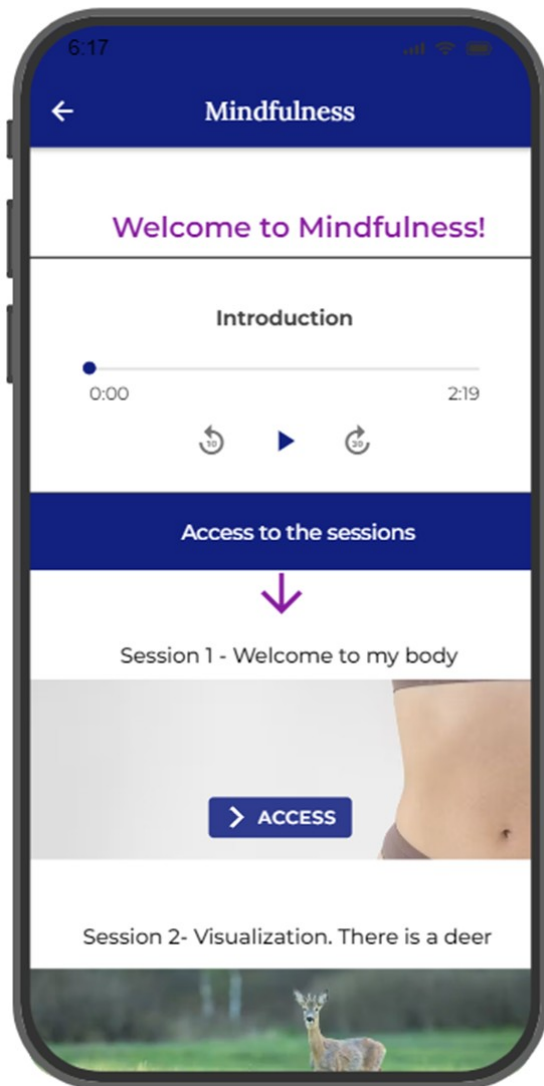 6:17
Mindfulness
Welcome to Mindfulness!
Introduction
0:00 2:19
10 30
Access to the sessions
Session 1 - Welcome to my body
ACCESS
Session 2- Visualization. There is a deer